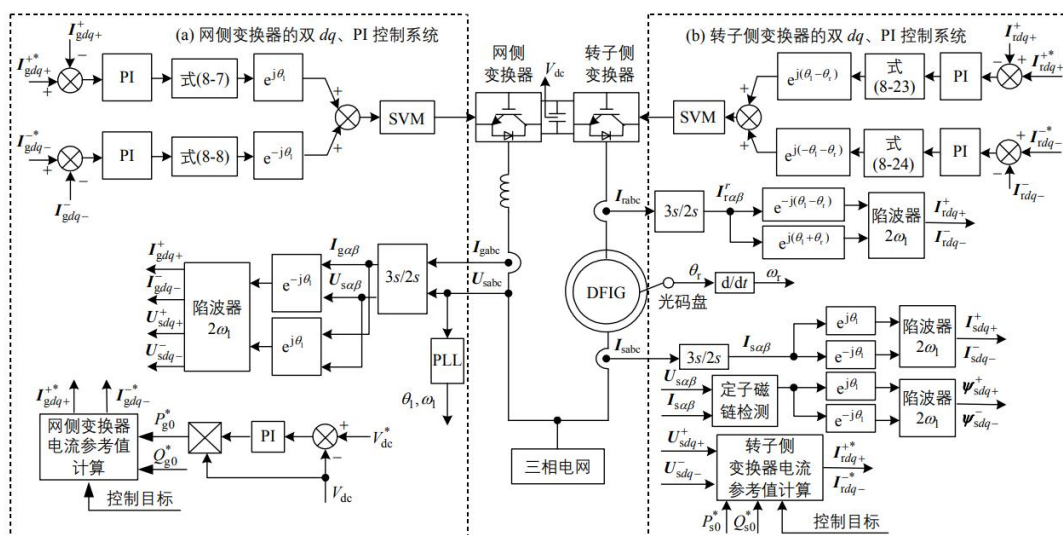 (a) 网侧变换器的双 dq、PI 控制系统
I⁺gdq+
I⁺*gdq+
−
+
PI
式(8-7)
e^jθ₁
+
+
SVM
I⁻*gdq−
+
−
PI
式(8-8)
e^−jθ₁
I⁻gdq−
网侧
变换器
转子侧
变换器
Vdc
(b) 转子侧变换器的双 dq、PI 控制系统
I⁺rdq+
I⁺*rdq+
−
+
PI
式
(8-23)
e^j(θ₁−θr)
+
+
SVM
I⁻*rdq−
+
−
PI
式
(8-24)
e^j(−θ₁−θr)
I⁻rdq−
Irabc
3s/2s
I^r rαβ
e^−j(θ₁−θr)
e^j(θ₁+θr)
陷波器
2ω₁
I⁺rdq+
I⁻rdq−
I⁺gdq+
I⁻gdq−
U⁺sdq+
U⁻sdq−
陷波器
2ω₁
e^−jθ₁
e^jθ₁
Igαβ
Usαβ
3s/2s
Igabc
Usabc
PLL
θ₁, ω₁
DFIG
θr
光码盘
d/dt
ωr
Isabc
3s/2s
Isαβ
e^jθ₁
e^−jθ₁
陷波器
2ω₁
I⁺sdq+
I⁻sdq−
Usαβ
Isαβ
定子磁
链检测
e^jθ₁
e^−jθ₁
陷波器
2ω₁
ψ⁺sdq+
ψ⁻sdq−
I⁺*gdq+
I⁻*gdq−
网侧变换器
电流参考值
计算
P*g0
Q*g0
PI
+
−
V*dc
Vdc
控制目标
三相电网
U⁺sdq+
U⁻sdq−
转子侧
变换器电流
参考值计算
I⁺*rdq+
I⁻*rdq−
P*s0
Q*s0
控制目标